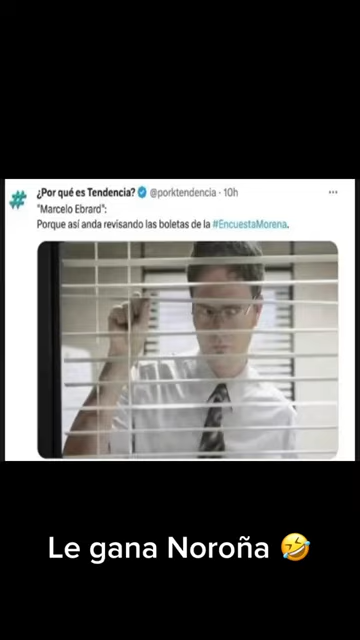 ¿Por qué es Tendencia? @porktendencia · 10h
"Marcelo Ebrard":
Porque así anda revisando las boletas de la #EncuestaMorena.
Le gana Noroña 🤣